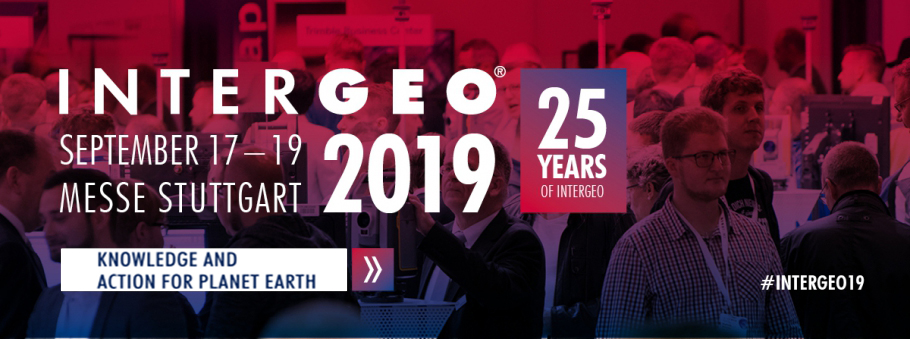 INTERGEO®
SEPTEMBER 17 – 19
MESSE STUTTGART
2019
25
YEARS
OF INTERGEO
KNOWLEDGE AND
ACTION FOR PLANET EARTH
#INTERGEO19